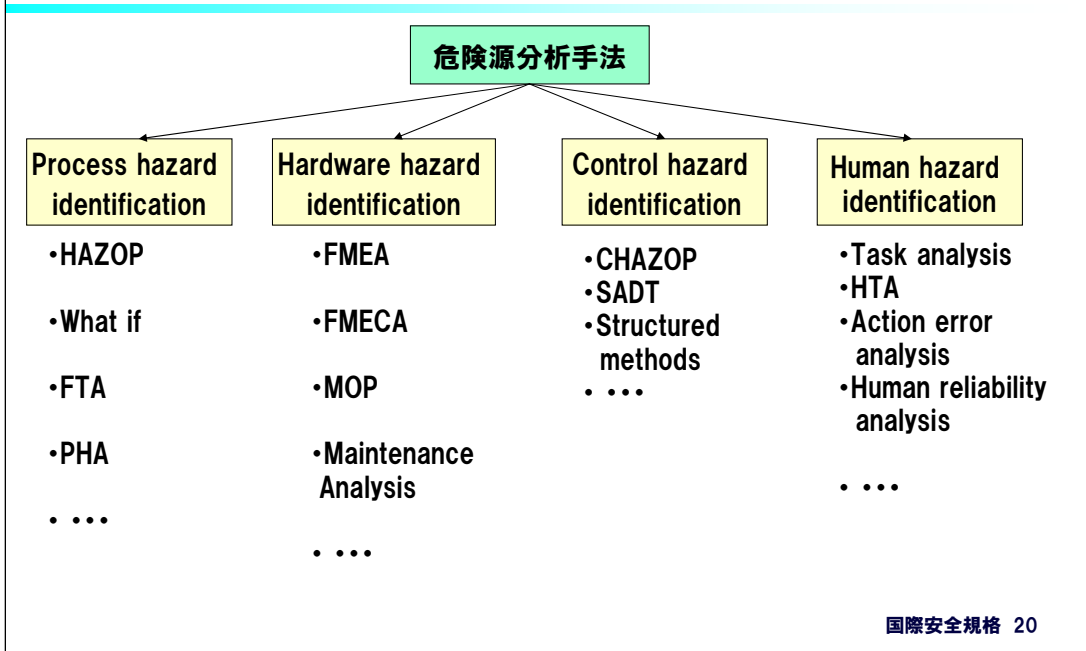 危険源分析手法
Process hazard
identification
・HAZOP
・What if
・FTA
・PHA
・ ・・・
Hardware hazard
identification
・FMEA
・FMECA
・MOP
・Maintenance
Analysis
・ ・・・
Control hazard
identification
・CHAZOP
・SADT
・Structured
methods
・ ・・・
Human hazard
identification
・Task analysis
・HTA
・Action error
analysis
・Human reliability
analysis
・ ・・・
国際安全規格 20